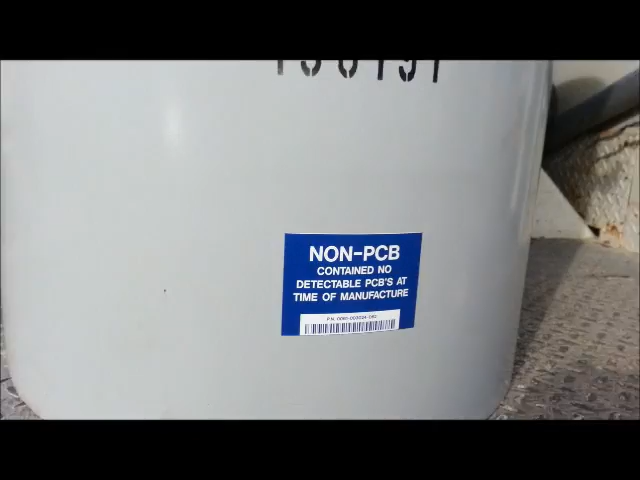 NON-PCB
CONTAINED NO
DETECTABLE PCB'S AT
TIME OF MANUFACTURE